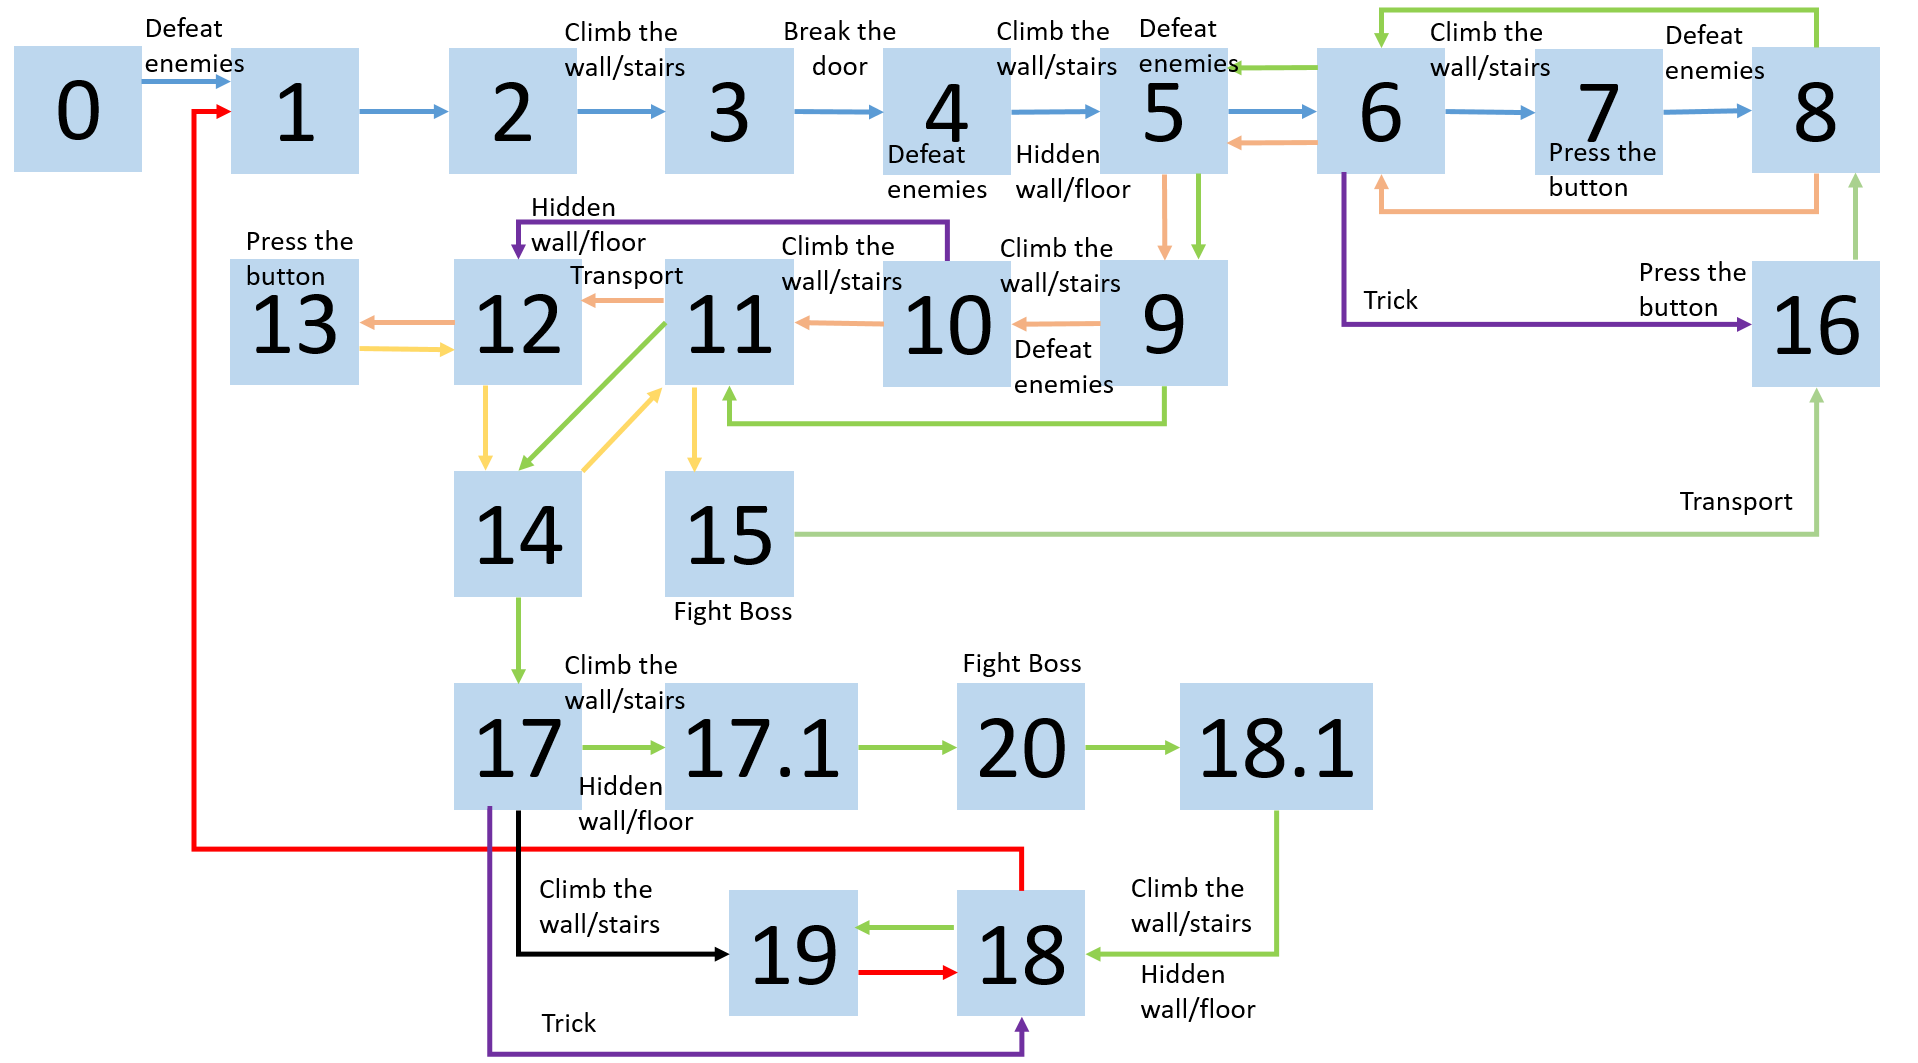 Defeat
enemies
Climb the
wall/stairs
Break the
door
Climb the
wall/stairs
Defeat
enemies
Climb the
wall/stairs
Defeat
enemies
0
1
2
3
4
5
6
7
8
Defeat
enemies
Hidden
wall/floor
Press the
button
Hidden
wall/floor
Press the
button
Transport
Climb the
wall/stairs
Climb the
wall/stairs
Trick
Press the
button
13
12
11
10
9
16
Defeat
enemies
14
15
Transport
Fight Boss
Climb the
wall/stairs
Fight Boss
17
17.1
20
18.1
Hidden
wall/floor
Climb the
wall/stairs
Climb the
wall/stairs
19
18
Hidden
wall/floor
Trick